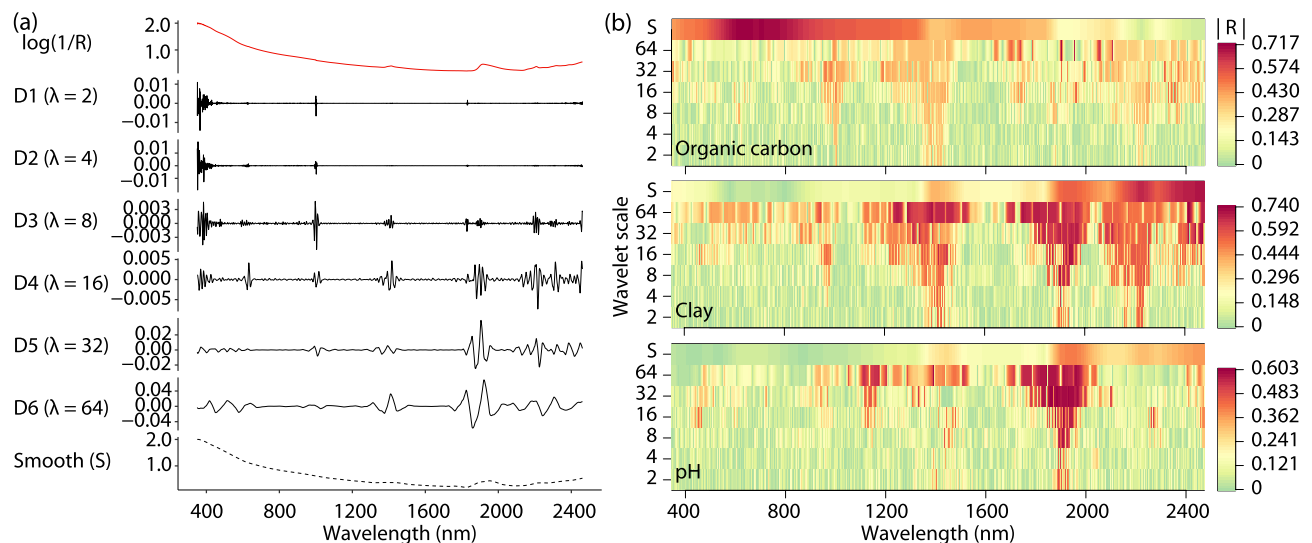 (a)
log(1/R)
2.0
1.0
D1 (λ = 2)
0.01
0.00
−0.01
D2 (λ = 4)
0.01
0.00
−0.01
D3 (λ = 8)
0.003
0.000
−0.003
D4 (λ = 16)
0.005
0.000
−0.005
D5 (λ = 32)
0.02
0.00
−0.02
D6 (λ = 64)
0.04
0.00
−0.04
Smooth (S)
2.0
1.0
400 800 1200 1600 2000 2400
Wavelength (nm)
(b)
Wavelet scale
S
64
32
16
8
4
2
Organic carbon
|R|
0.717
0.574
0.430
0.287
0.143
0
S
64
32
16
8
4
2
Clay
0.740
0.592
0.444
0.296
0.148
0
S
64
32
16
8
4
2
pH
0.603
0.483
0.362
0.241
0.121
0
400 800 1200 1600 2000 2400
Wavelength (nm)